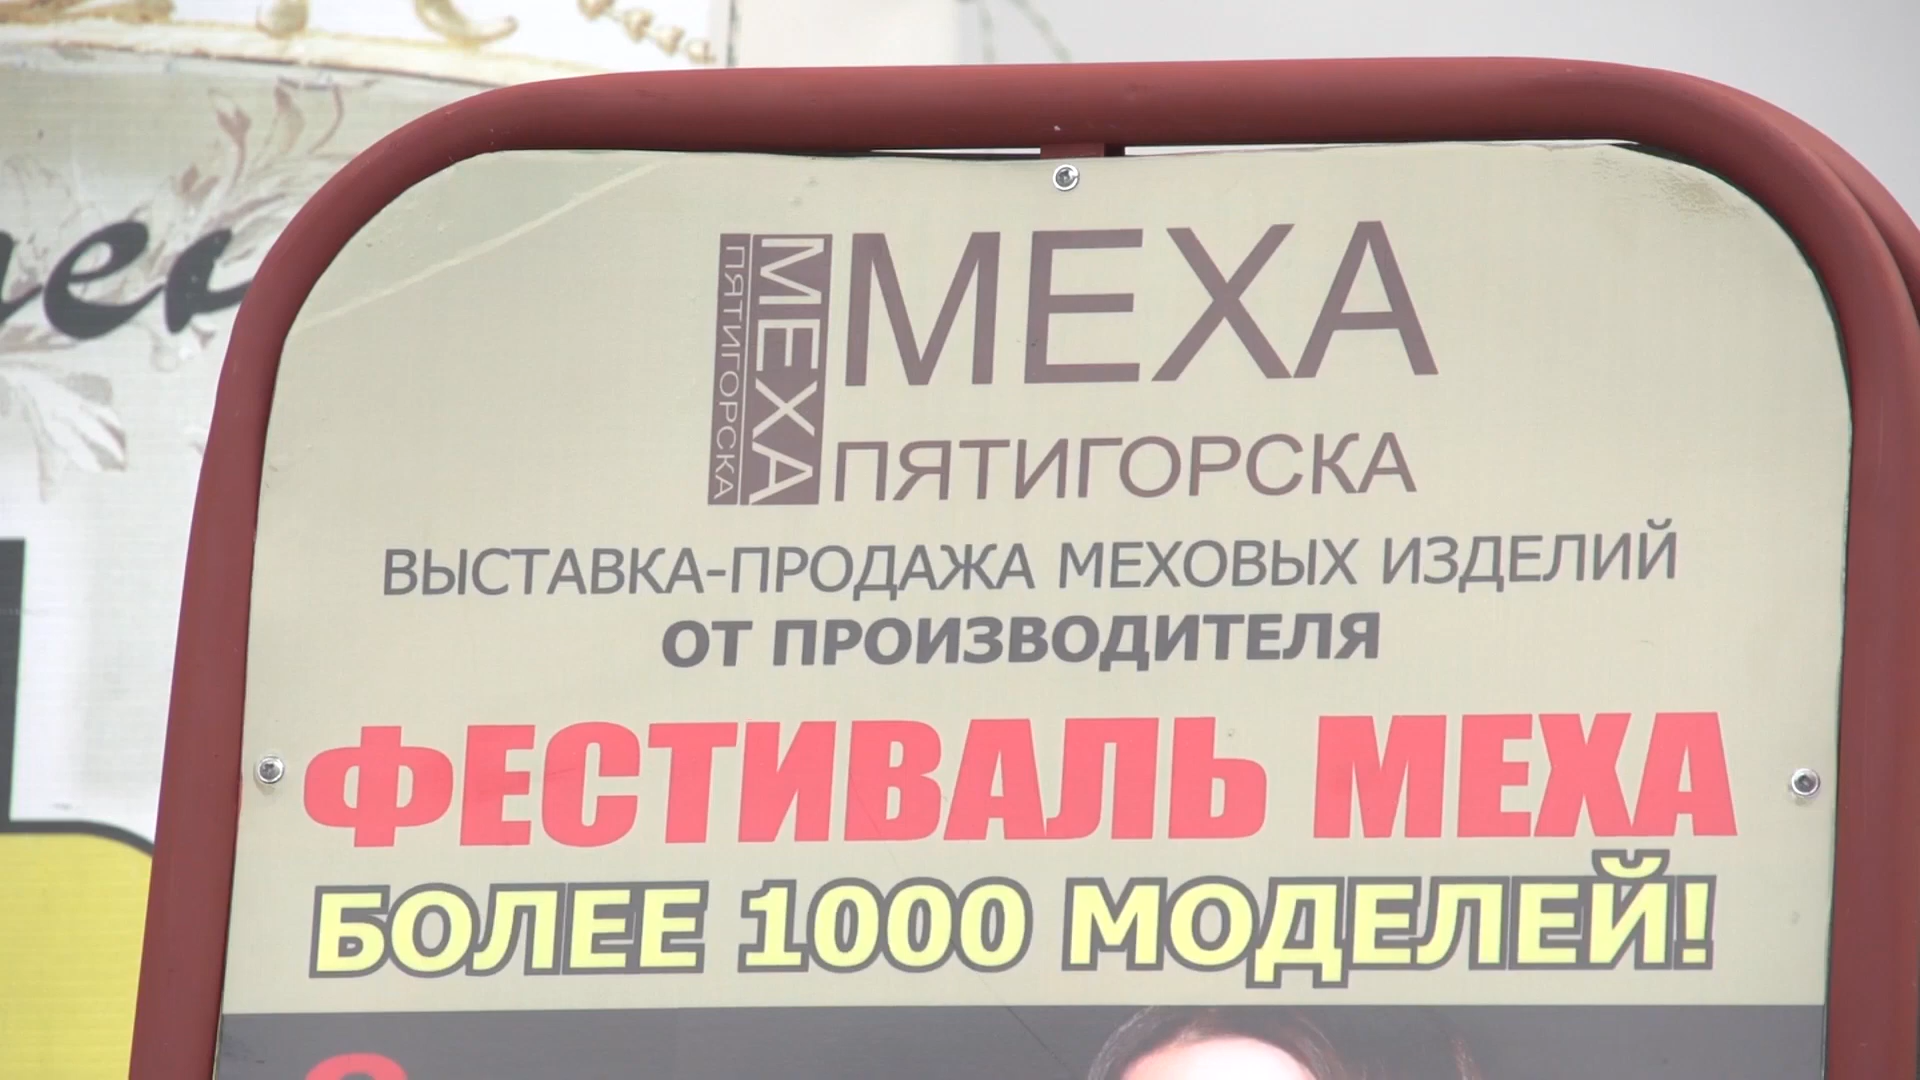 МЕХА
ПЯТИГОРСКА
МЕХА
ПЯТИГОРСКА
ВЫСТАВКА-ПРОДАЖА МЕХОВЫХ ИЗДЕЛИЙ
ОТ ПРОИЗВОДИТЕЛЯ
ФЕСТИВАЛЬ МЕХА
БОЛЕЕ 1000 МОДЕЛЕЙ!